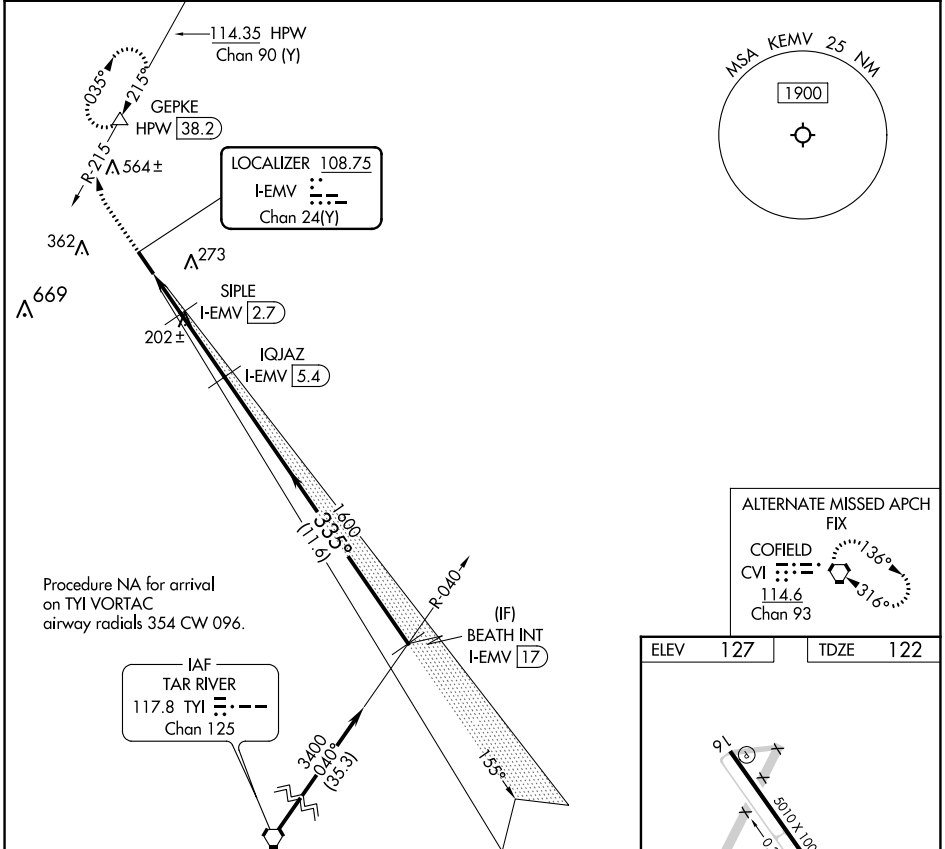 114.35 HPW
Chan 90 (Y)
035°
215°
GEPKE
HPW 38.2
R-215
564 ±
MSA KEMV 25 NM
1900
LOCALIZER 108.75
I-EMV
Chan 24(Y)
362
273
669
SIPLE
I-EMV 2.7
202 ±
IQJAZ
I-EMV 5.4
1600
335°
(11.6)
ALTERNATE MISSED APCH
FIX
COFIELD
CVI
114.6
Chan 93
136°
316°
Procedure NA for arrival
on TYI VORTAC
airway radials 354 CW 096.
R-040
(IF)
BEATH INT
I-EMV 17
ELEV 127
TDZE 122
IAF
TAR RIVER
117.8 TYI
Chan 125
3400
040°
(35.3)
155°
16
P
X
X
X
5010 X 100